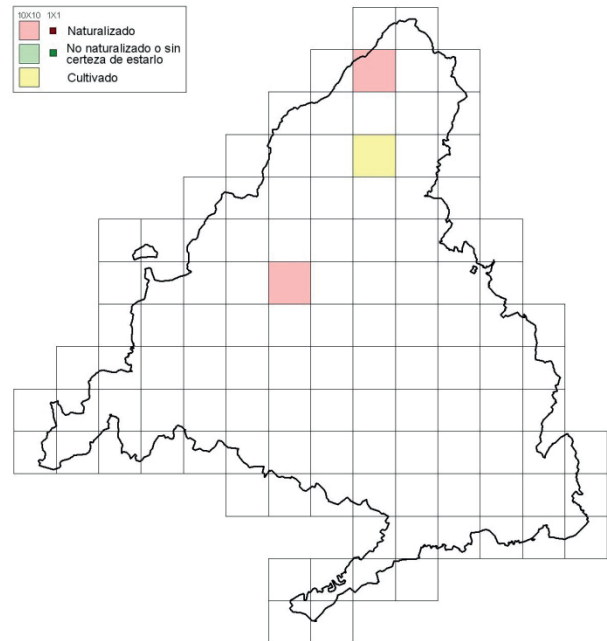 10X10 1X1
Naturalizado
No naturalizado o sin
certeza de estarlo
Cultivado